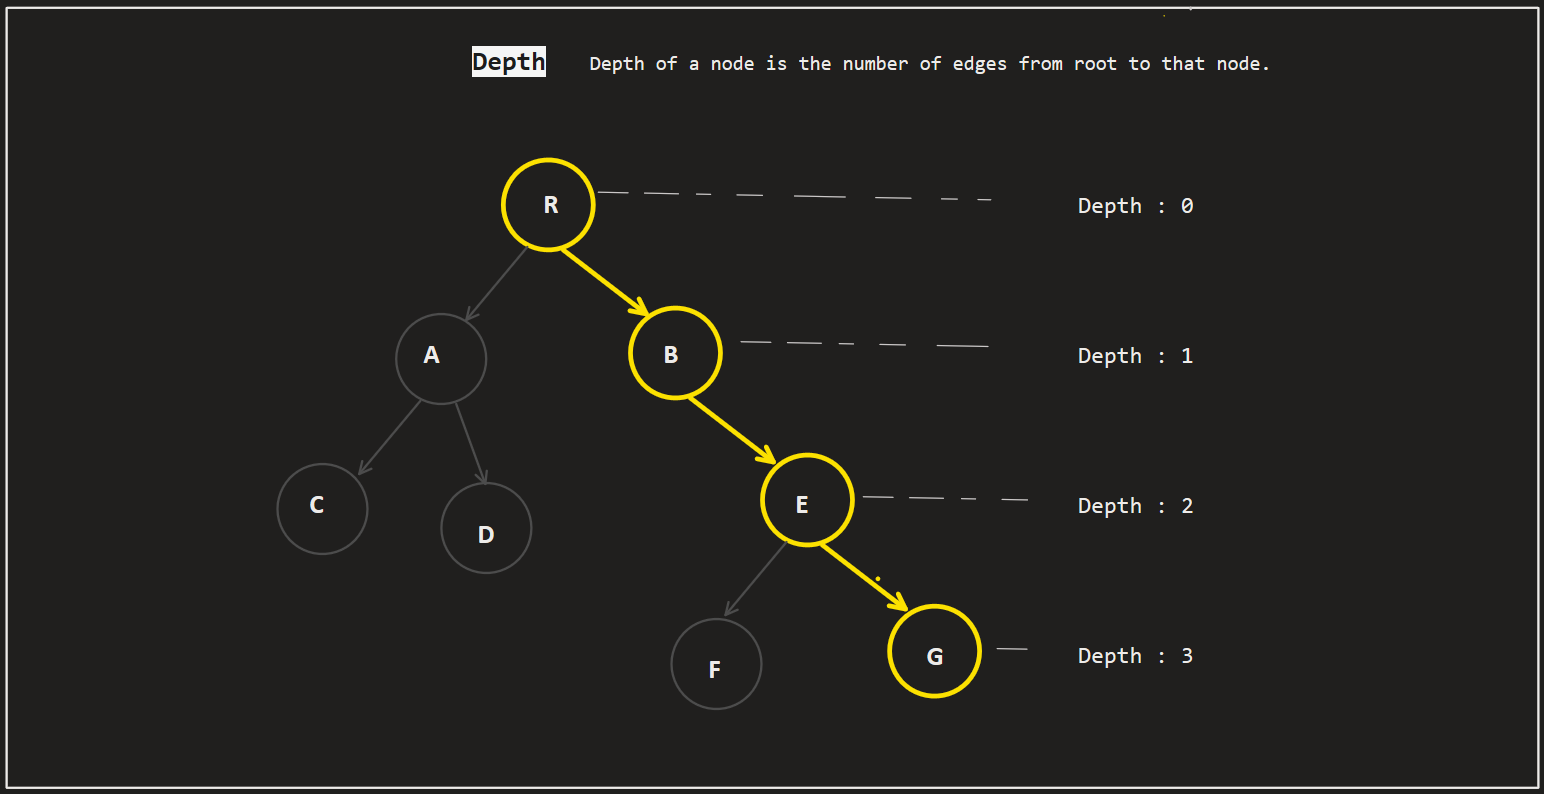 Depth Depth of a node is the number of edges from root to that node.
R Depth : 0
A B Depth : 1
C D E Depth : 2
F G Depth : 3